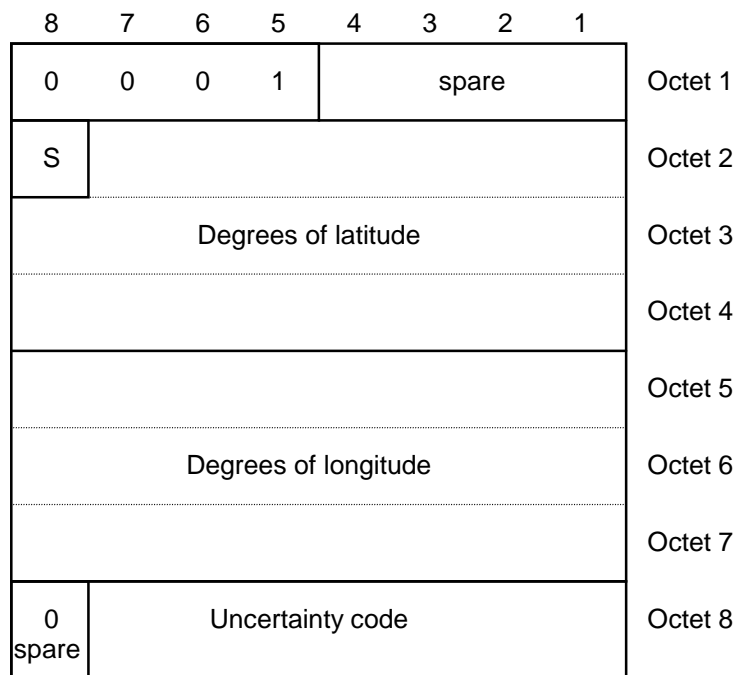 8 7 6 5 4 3 2 1
0 0 0 1 spare Octet 1
S Octet 2
Degrees of latitude Octet 3
Octet 4
Octet 5
Degrees of longitude Octet 6
Octet 7
0 Uncertainty code Octet 8
spare